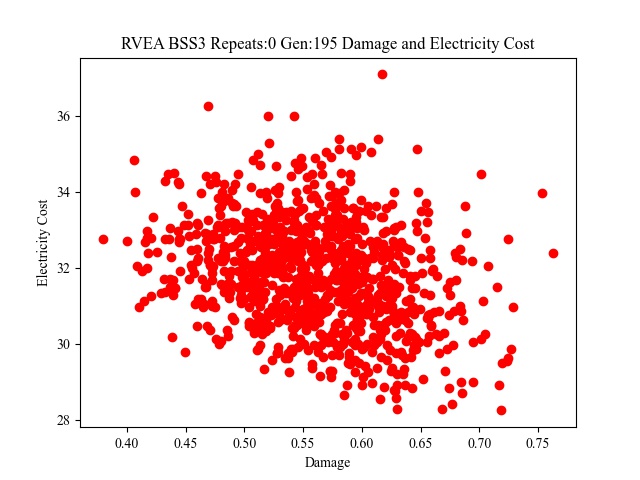 RVEA BSS3 Repeats:0 Gen:195 Damage and Electricity Cost
Electricity Cost
36
34
32
30
28
0.40 0.45 0.50 0.55 0.60 0.65 0.70 0.75
Damage